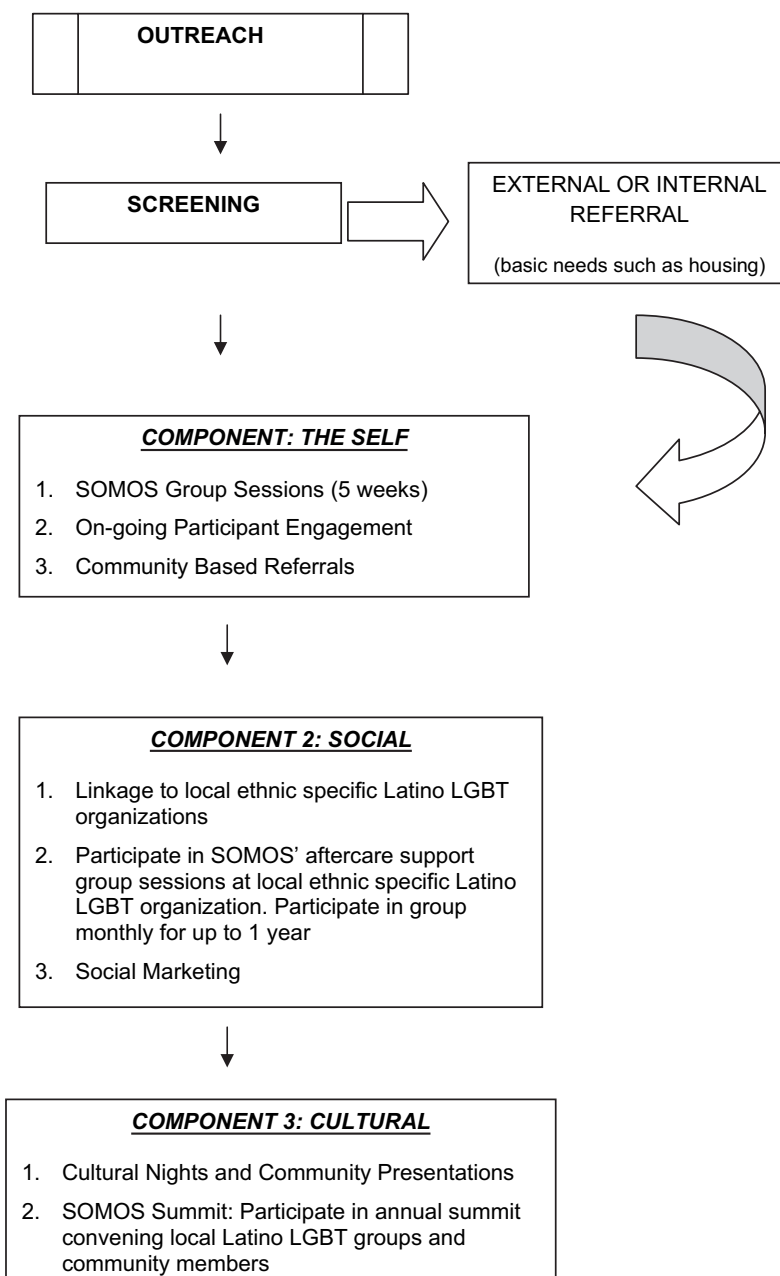 OUTREACH
SCREENING
EXTERNAL OR INTERNAL
REFERRAL
(basic needs such as housing)
COMPONENT: THE SELF
1. SOMOS Group Sessions (5 weeks)
2. On-going Participant Engagement
3. Community Based Referrals
COMPONENT 2: SOCIAL
1. Linkage to local ethnic specific Latino LGBT
organizations
2. Participate in SOMOS’ aftercare support
group sessions at local ethnic specific Latino
LGBT organization. Participate in group
monthly for up to 1 year
3. Social Marketing
COMPONENT 3: CULTURAL
1. Cultural Nights and Community Presentations
2. SOMOS Summit: Participate in annual summit
convening local Latino LGBT groups and
community members